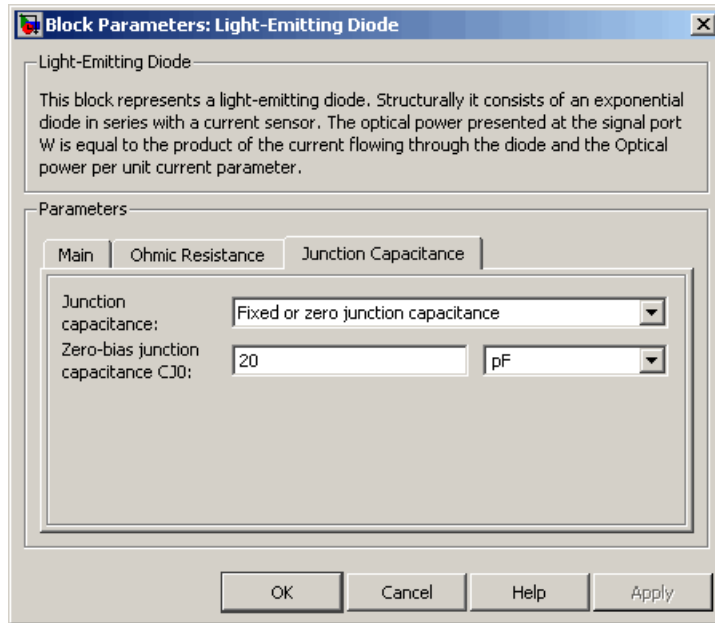 Block Parameters: Light-Emitting Diode
Light-Emitting Diode
This block represents a light-emitting diode. Structurally it consists of an exponential
diode in series with a current sensor. The optical power presented at the signal port
W is equal to the product of the current flowing through the diode and the Optical
power per unit current parameter.
Parameters
Main Ohmic Resistance Junction Capacitance
Junction
capacitance:
Fixed or zero junction capacitance
Zero-bias junction
capacitance CJ0:
20 pF
OK Cancel Help Apply